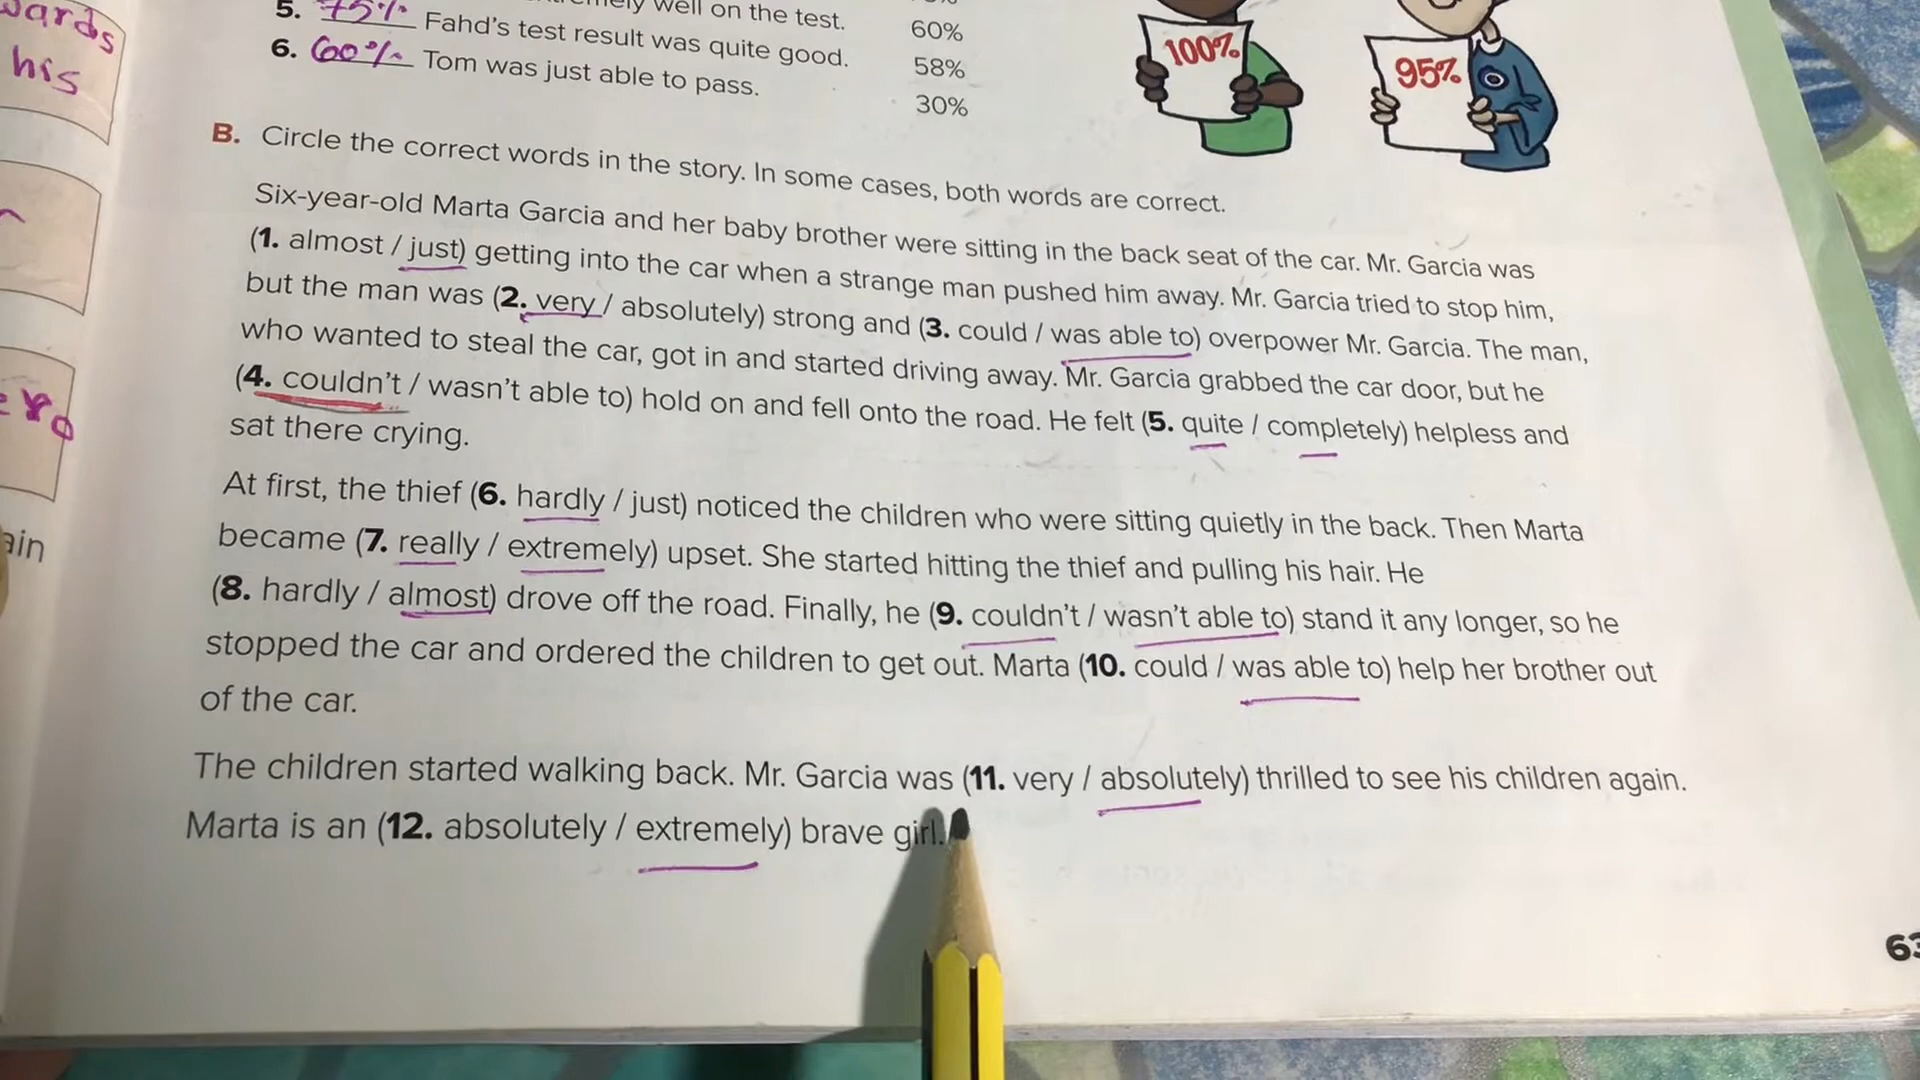 wards
his
ain
5. 75% Fahd's test result was quite good.
6. 60% Tom was just able to pass.
well on the test.
60%
58%
30%
100%
95%
B. Circle the correct words in the story. In some cases, both words are correct.
Six-year-old Marta Garcia and her baby brother were sitting in the back seat of the car. Mr. Garcia was
(1. almost / just) getting into the car when a strange man pushed him away. Mr. Garcia tried to stop him,
but the man was (2. very / absolutely) strong and (3. could / was able to) overpower Mr. Garcia. The man,
who wanted to steal the car, got in and started driving away. Mr. Garcia grabbed the car door, but he
(4. couldn't / wasn't able to) hold on and fell onto the road. He felt (5. quite / completely) helpless and
sat there crying.
At first, the thief (6. hardly / just) noticed the children who were sitting quietly in the back. Then Marta
became (7. really / extremely) upset. She started hitting the thief and pulling his hair. He
(8. hardly / almost) drove off the road. Finally, he (9. couldn't / wasn't able to) stand it any longer, so he
stopped the car and ordered the children to get out. Marta (10. could / was able to) help her brother out
of the car.
The children started walking back. Mr. Garcia was (11. very / absolutely) thrilled to see his children again.
Marta is an (12. absolutely / extremely) brave girl.
63